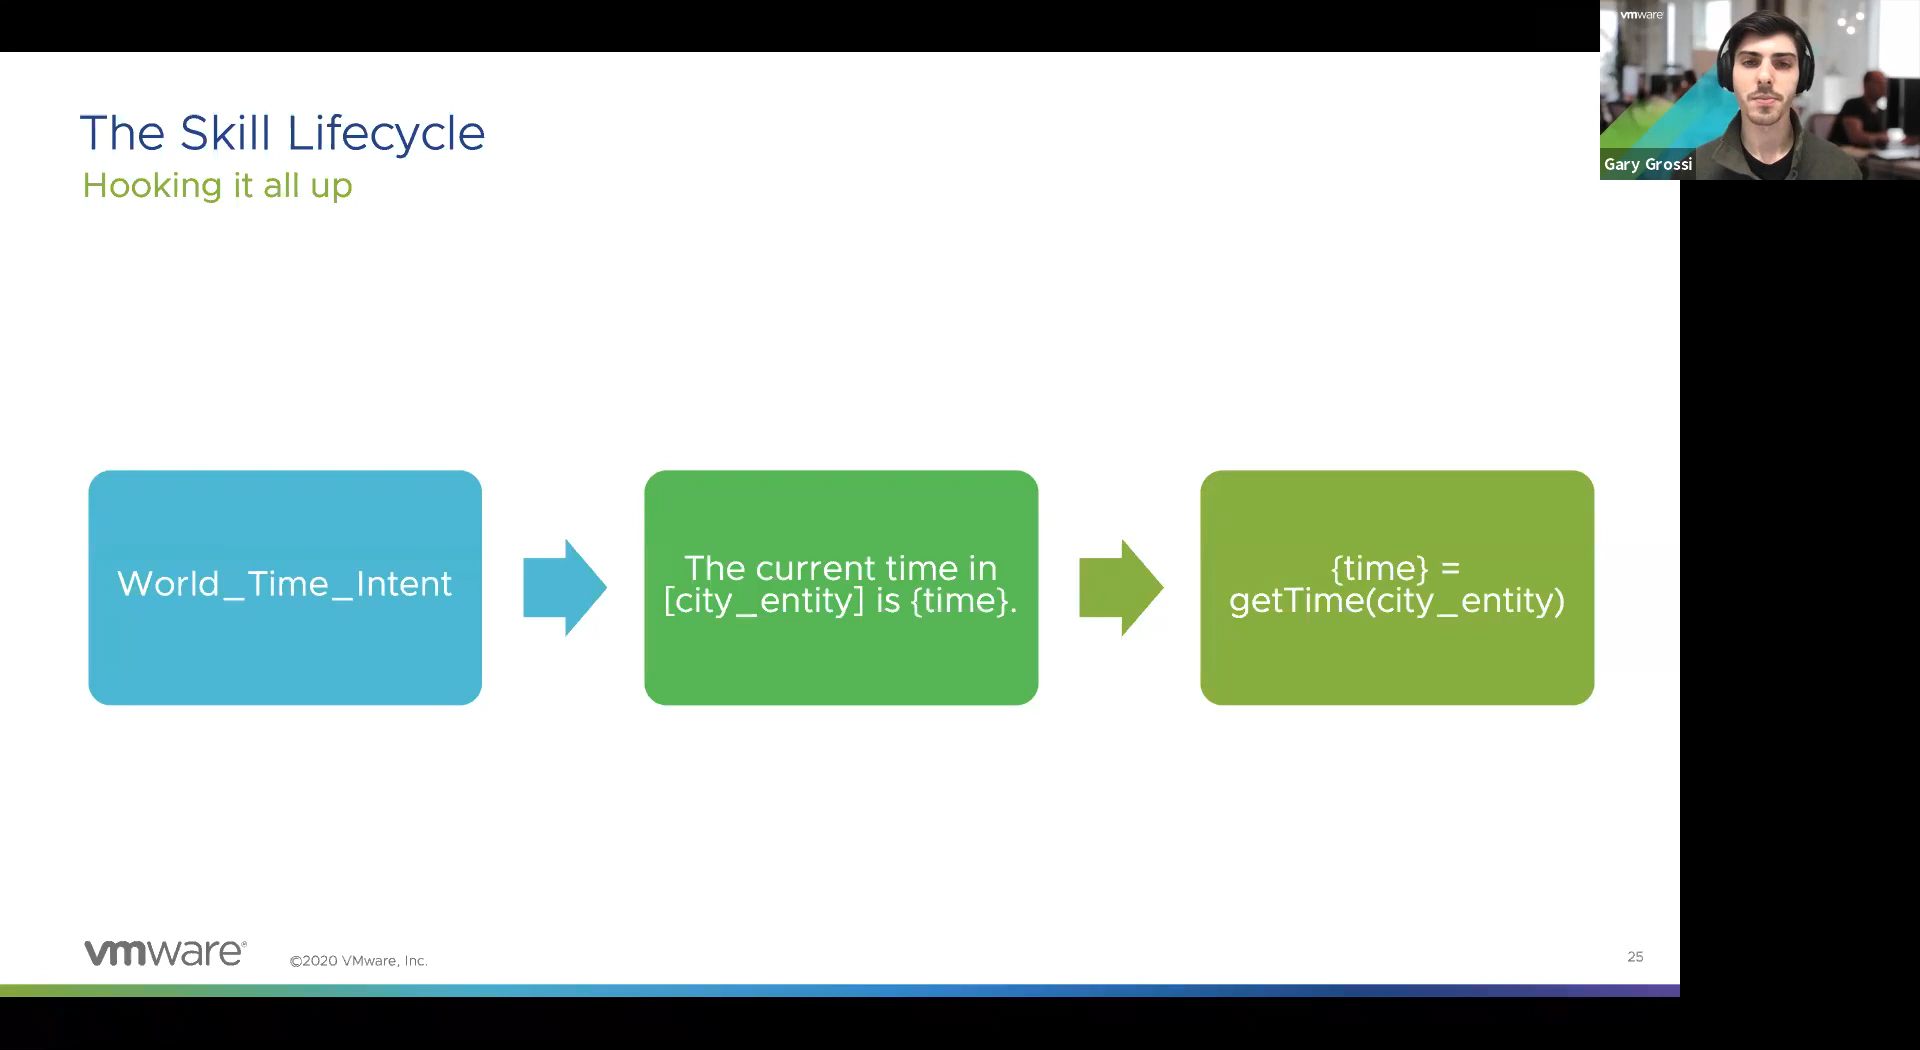 vmware
Gary Grossi
The Skill Lifecycle
Hooking it all up
World_Time_Intent
The current time in
[city_entity] is {time}.
{time} =
getTime(city_entity)
vmware®
©2020 VMware, Inc.
25